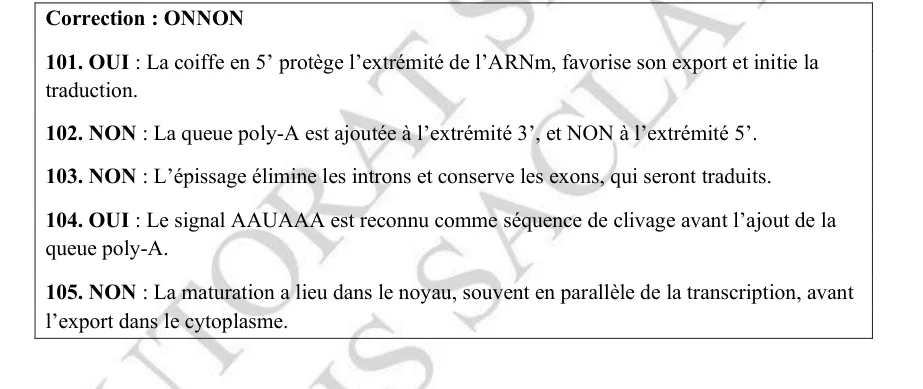 Correction : ONNON
101. OUI : La coiffe en 5’ protège l’extrémité de l’ARNm, favorise son export et initie la
traduction.
102. NON : La queue poly-A est ajoutée à l’extrémité 3’, et NON à l’extrémité 5’.
103. NON : L’épissage élimine les introns et conserve les exons, qui seront traduits.
104. OUI : Le signal AAUAAA est reconnu comme séquence de clivage avant l’ajout de la
queue poly-A.
105. NON : La maturation a lieu dans le noyau, souvent en parallèle de la transcription, avant
l’export dans le cytoplasme.